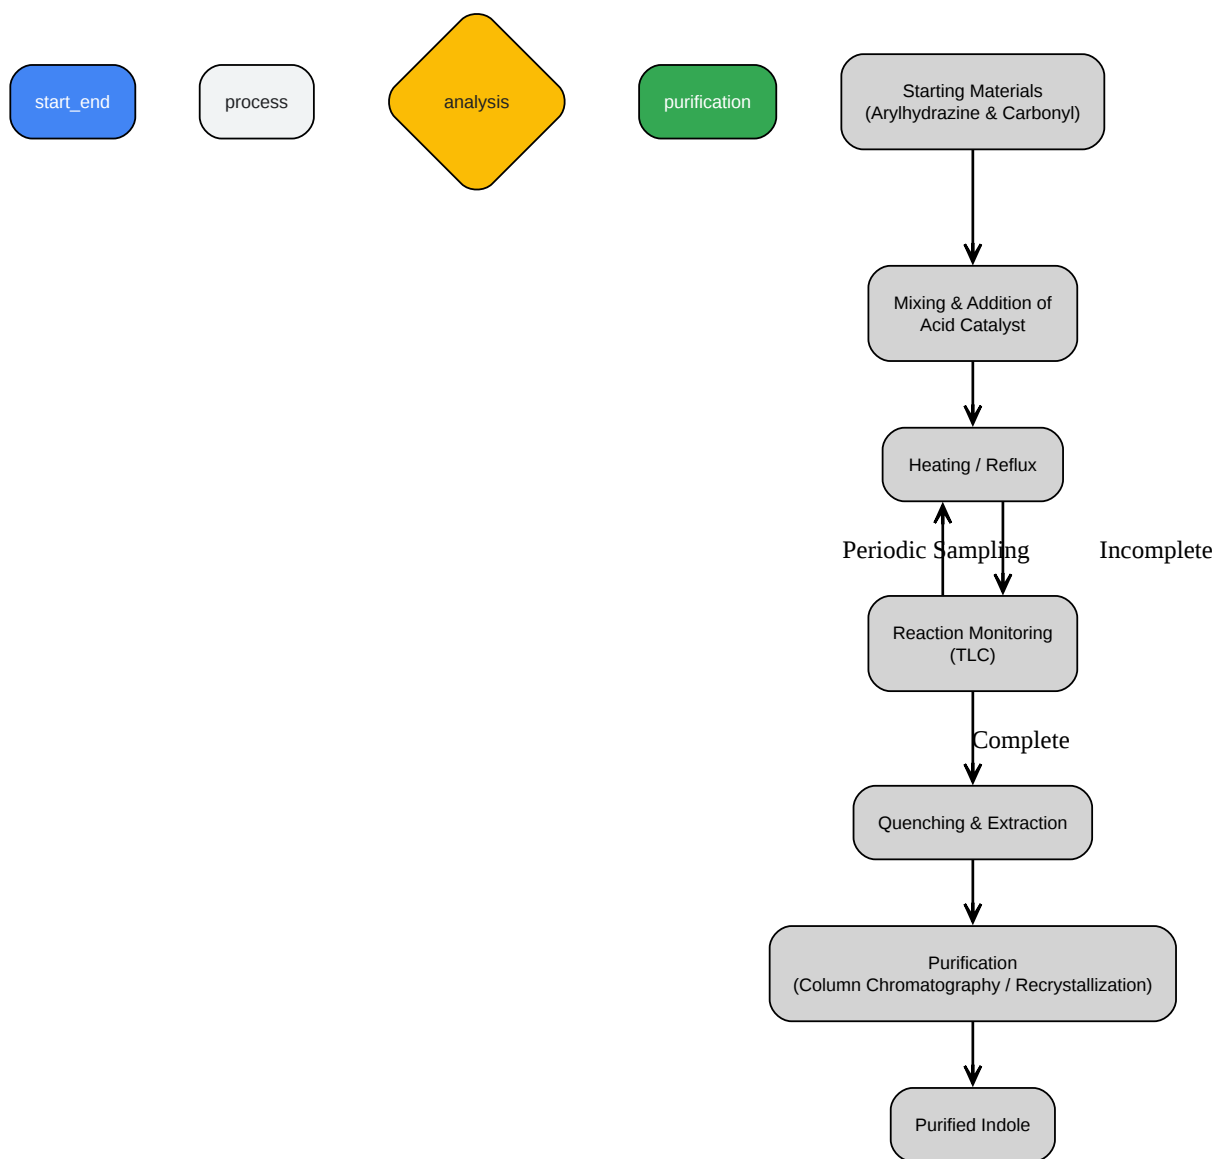 start_end
process
analysis
purification
Starting Materials
(Arylhydrazine & Carbonyl)
Mixing & Addition of
Acid Catalyst
Heating / Reflux
Periodic Sampling
Incomplete
Reaction Monitoring
(TLC)
Complete
Quenching & Extraction
Purification
(Column Chromatography / Recrystallization)
Purified Indole